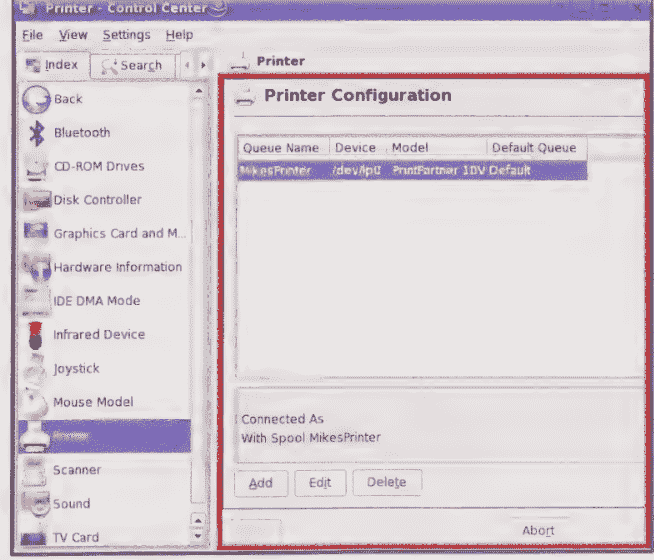 Printer - Control Center
File View Settings Help
Index Search
Back
Bluetooth
CD-ROM Drives
Disk Controller
Graphics Card and M...
Hardware Information
IDE DMA Mode
Infrared Device
Joystick
Mouse Model
Scanner
Sound
TV Card
Printer
Printer Configuration
Queue Name Device Model Default Queue
MikesPrinter /dev/lp0 PrintPartner 10V Default
Connected As
With Spool MikesPrinter
Add Edit Delete
Abort